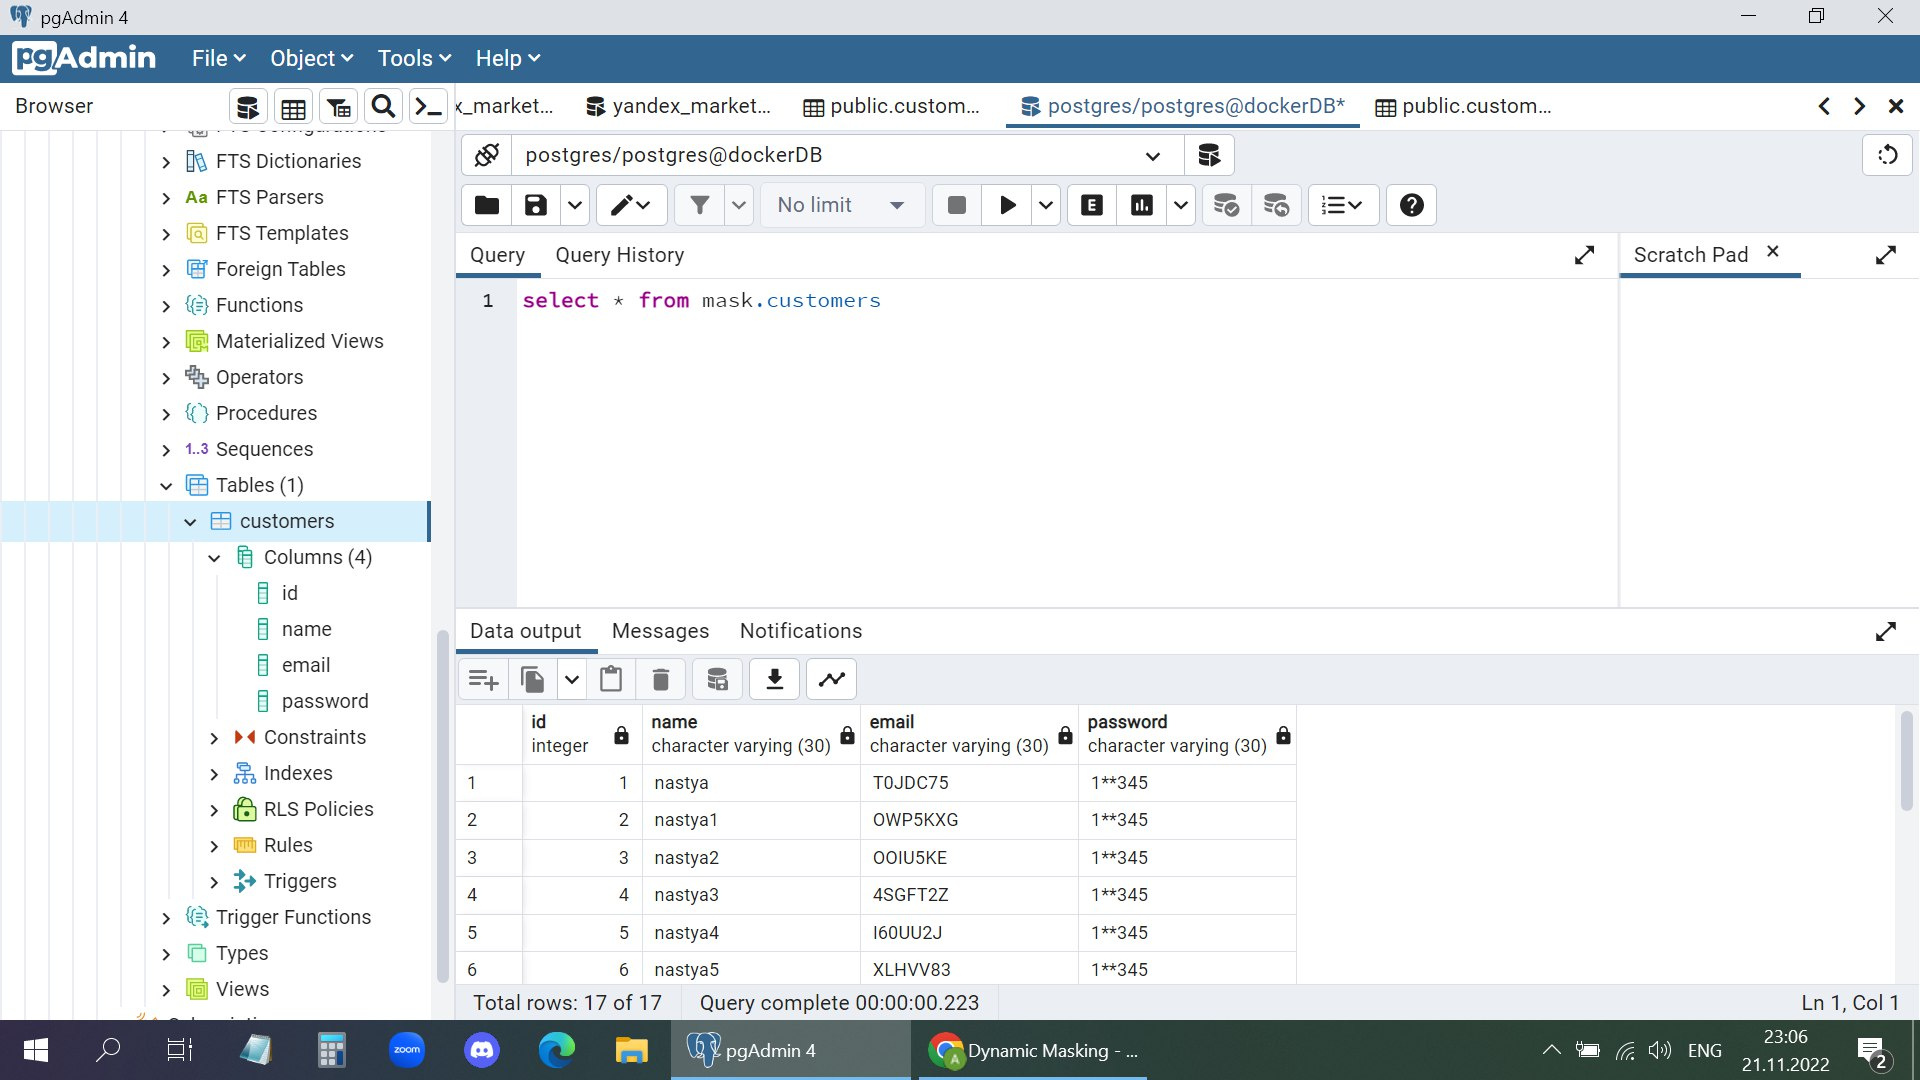 pgAdmin 4
pgAdmin File Object Tools Help
Browser
x_market... yandex_market... public.custom... postgres/postgres@dockerDB* public.custom...
FTS Dictionaries
Aa FTS Parsers
FTS Templates
Foreign Tables
Functions
Materialized Views
Operators
Procedures
1..3 Sequences
Tables (1)
customers
Columns (4)
id
name
email
password
Constraints
Indexes
RLS Policies
Rules
Triggers
Trigger Functions
Types
Views
postgres/postgres@dockerDB
No limit
E
Query Query History
Scratch Pad
1 select * from mask.customers
Data output Messages Notifications
id name email password
integer character varying (30) character varying (30) character varying (30)
1 1 nastya T0JDC75 1**345
2 2 nastya1 OWP5KXG 1**345
3 3 nastya2 OOIU5KE 1**345
4 4 nastya3 4SGFT2Z 1**345
5 5 nastya4 I60UU2J 1**345
6 6 nastya5 XLHVV83 1**345
Total rows: 17 of 17 Query complete 00:00:00.223 Ln 1, Col 1
zoom pgAdmin 4 A Dynamic Masking - ... ENG 23:06
21.11.2022 2